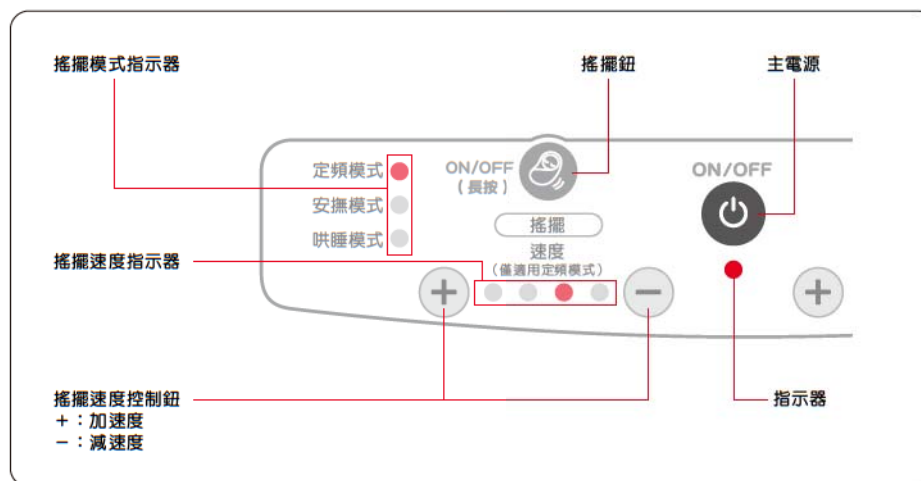 搖擺模式指示器
搖擺鈕
主電源
定頻模式
安撫模式
哄睡模式
ON/OFF
(長按)
ON/OFF
搖擺
速度
(僅適用定頻模式)
搖擺速度指示器
+
−
+
搖擺速度控制鈕
+：加速度
−：減速度
指示器